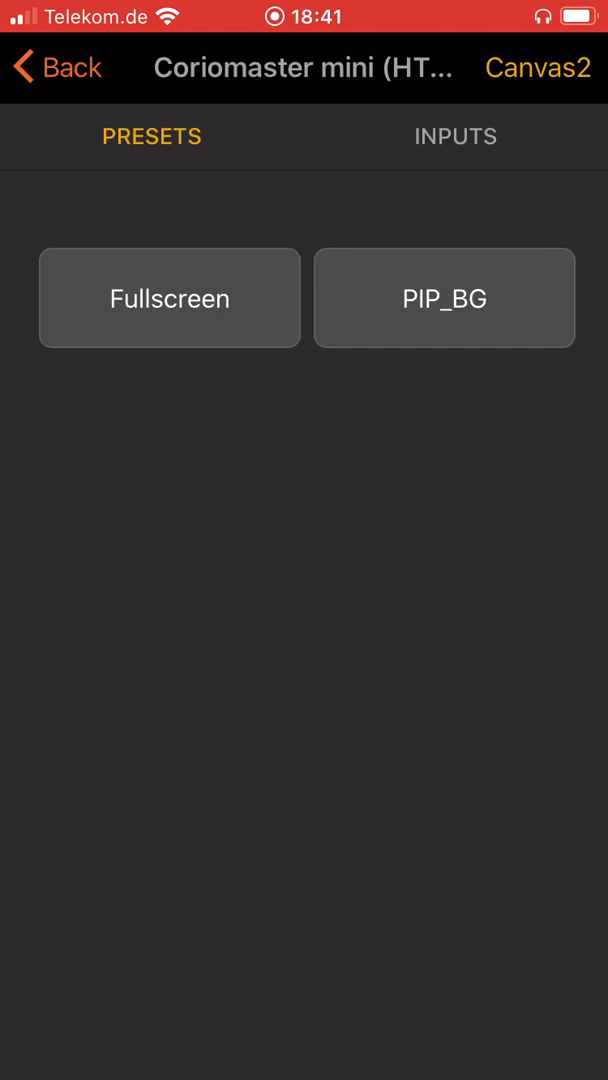 Telekom.de 18:41
Back Coriomaster mini (HT... Canvas2
PRESETS INPUTS
Fullscreen PIP_BG